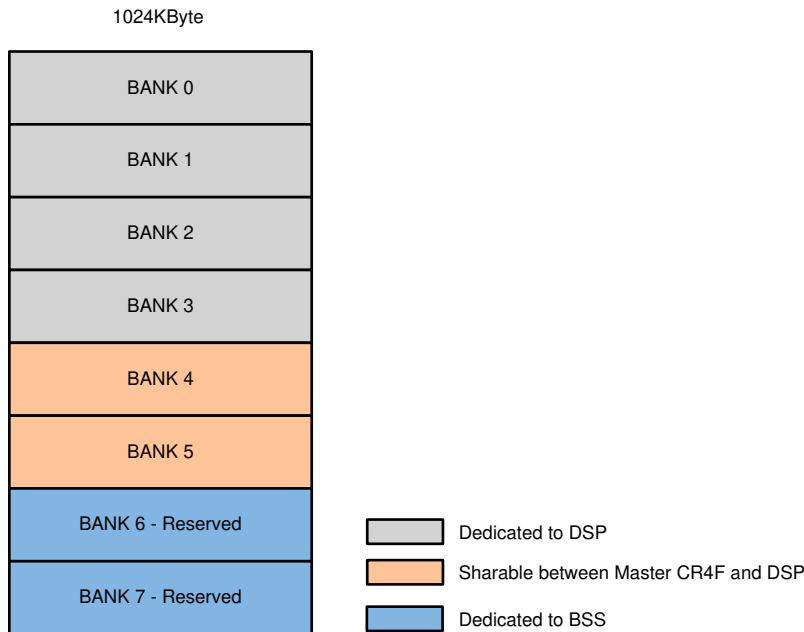 1024KByte
BANK 0
BANK 1
BANK 2
BANK 3
BANK 4
BANK 5
BANK 6 - Reserved
BANK 7 - Reserved
Dedicated to DSP
Sharable between Master CR4F and DSP
Dedicated to BSS